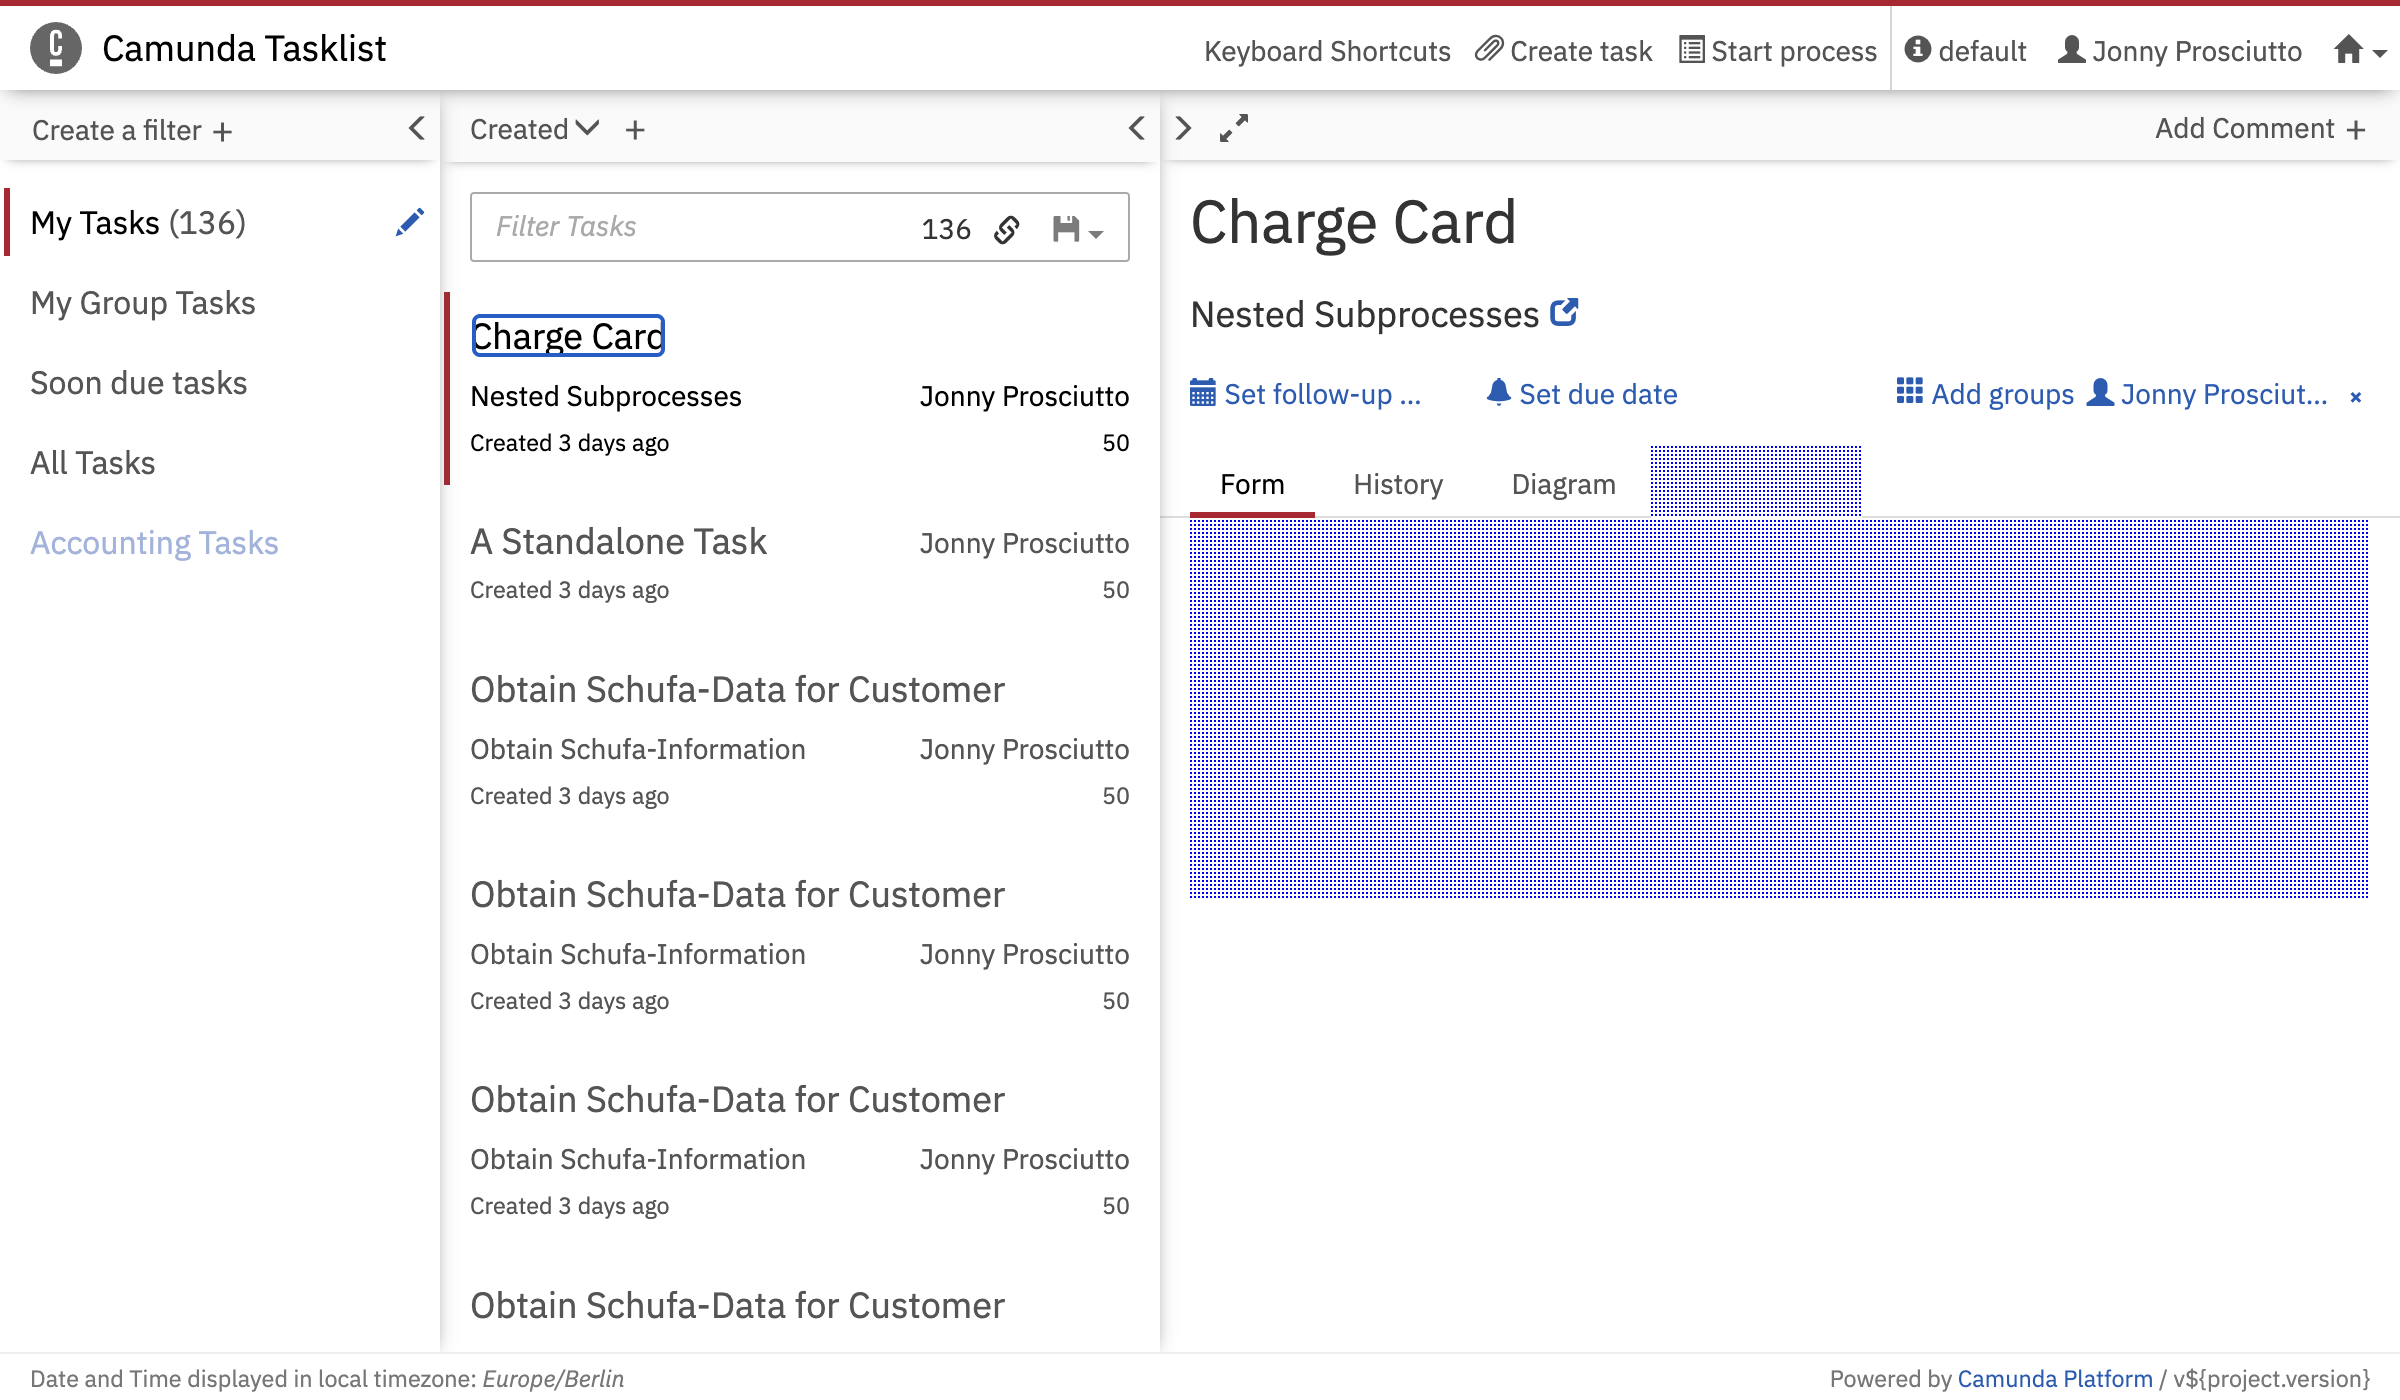 Camunda Tasklist
Keyboard Shortcuts Create task Start process default Jonny Prosciutto
Create a filter +
My Tasks (136)
My Group Tasks
Soon due tasks
All Tasks
Accounting Tasks
Created +
Filter Tasks 136
Charge Card
Nested Subprocesses Jonny Prosciutto
Created 3 days ago 50
A Standalone Task Jonny Prosciutto
Created 3 days ago 50
Obtain Schufa-Data for Customer
Obtain Schufa-Information Jonny Prosciutto
Created 3 days ago 50
Obtain Schufa-Data for Customer
Obtain Schufa-Information Jonny Prosciutto
Created 3 days ago 50
Obtain Schufa-Data for Customer
Obtain Schufa-Information Jonny Prosciutto
Created 3 days ago 50
Obtain Schufa-Data for Customer
Add Comment +
Charge Card
Nested Subprocesses
Set follow-up ... Set due date Add groups Jonny Prosciut... ×
Form History Diagram
Date and Time displayed in local timezone: Europe/Berlin
Powered by Camunda Platform / v${project.version}